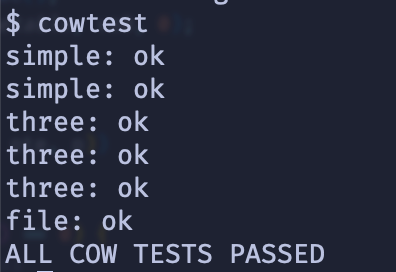 $ cowtest
simple: ok
simple: ok
three: ok
three: ok
three: ok
file: ok
ALL COW TESTS PASSED